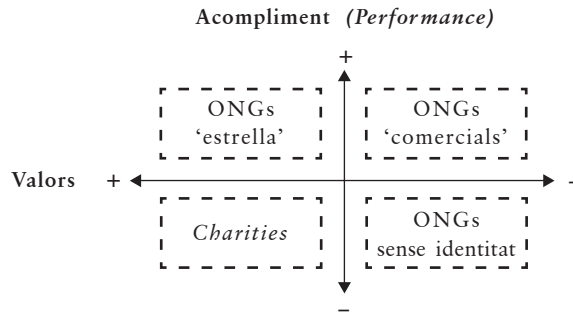 Acompliment (Performance)
+
ONGs
'estrella'
ONGs
'comercials'
Valors + -
Charities
ONGs
sense identitat
–